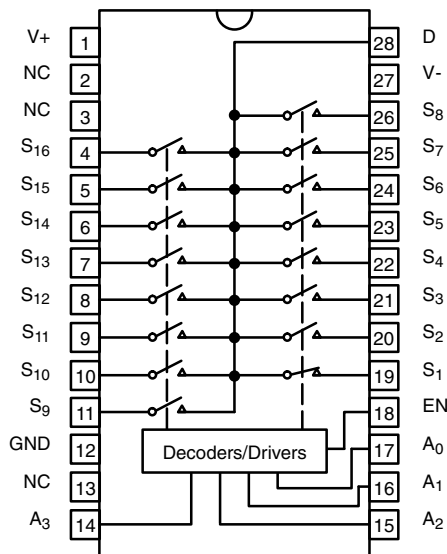 V+ 1 28 D
NC 2 27 V-
NC 3 26 S8
S16 4 25 S7
S15 5 24 S6
S14 6 23 S5
S13 7 22 S4
S12 8 21 S3
S11 9 20 S2
S10 10 19 S1
S9 11 18 EN
GND 12 Decoders/Drivers 17 A0
NC 13 16 A1
A3 14 15 A2